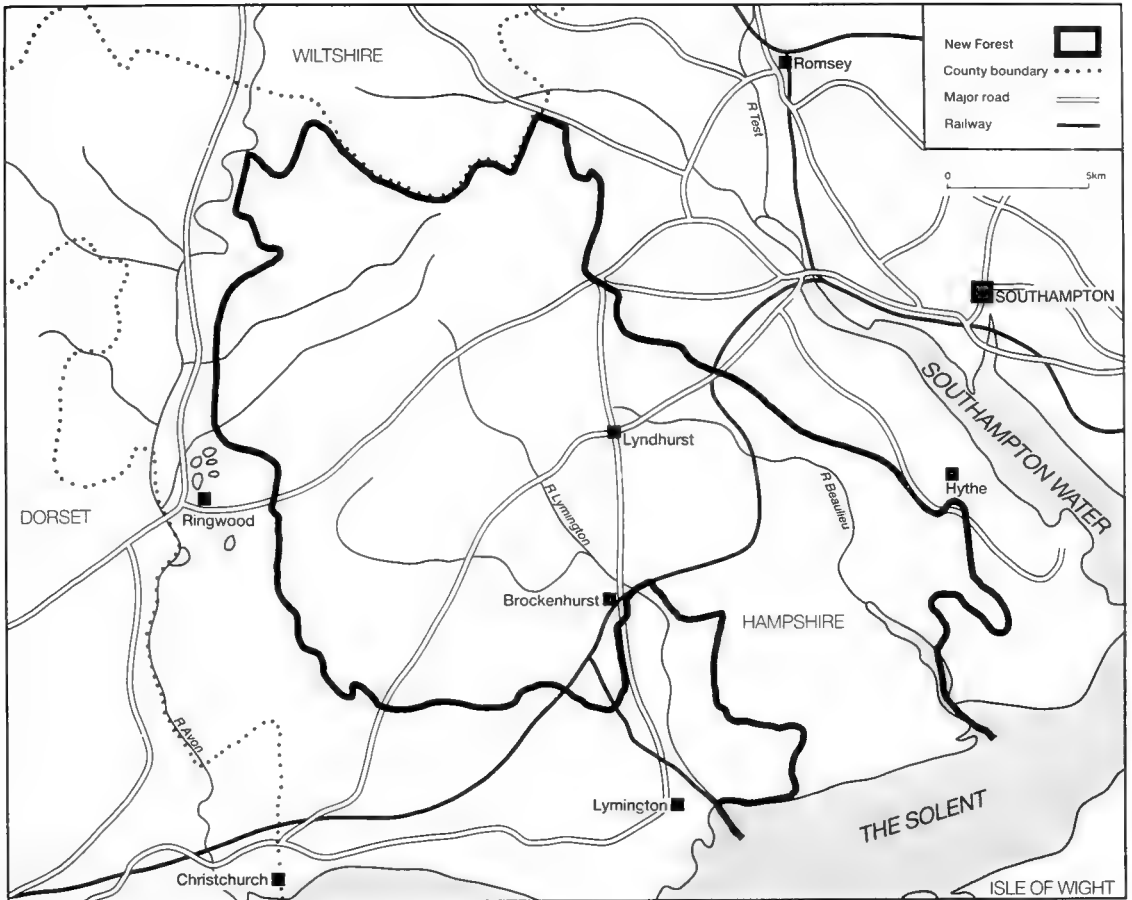 WILTSHIRE
Romsey
New Forest
County boundary
Major road
Railway
R Test
0 5km
SOUTHAMPTON
SOUTHAMPTON WATER
Lyndhurst
R Lymington
R Beaulieu
Hythe
DORSET
Ringwood
Brockenhurst
HAMPSHIRE
R Avon
Lymington
THE SOLENT
Christchurch
ISLE OF WIGHT